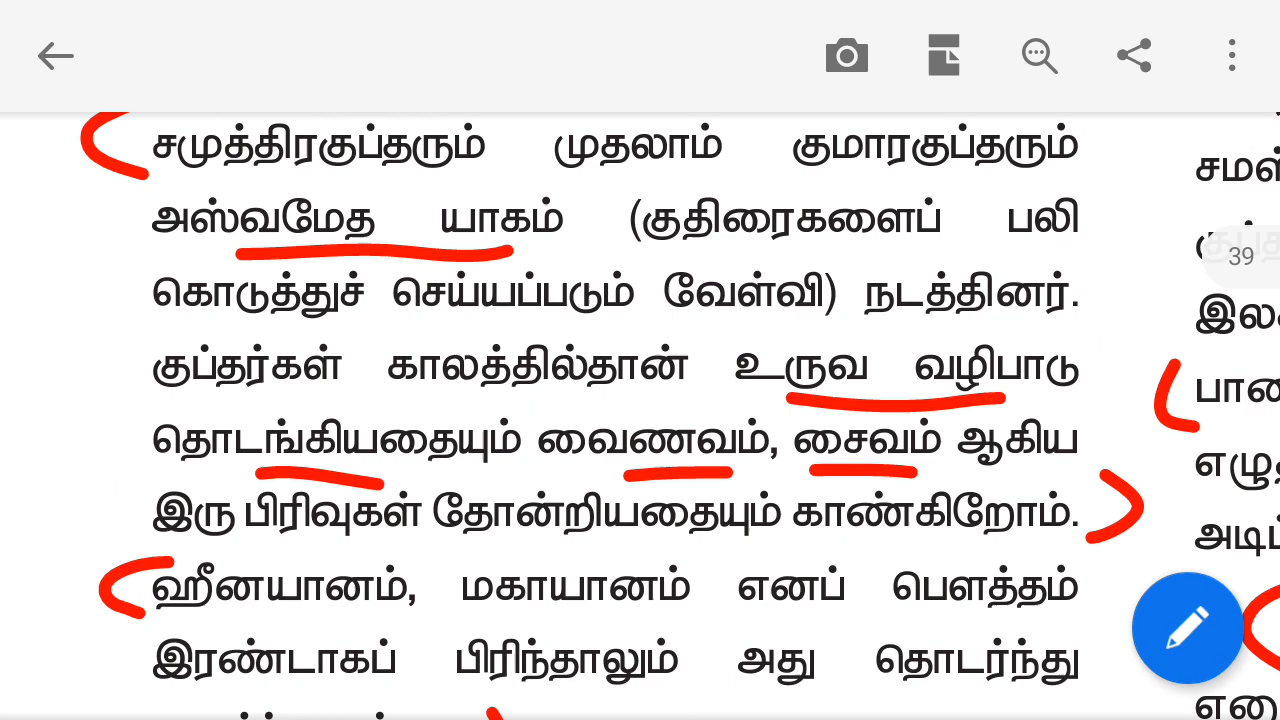 சமுத்திரகுப்தரும் முதலாம் குமாரகுப்தரும்
அஸ்வமேத யாகம் (குதிரைகளைப் பலி
கொடுத்துச் செய்யப்படும் வேள்வி) நடத்தினர்.
குப்தர்கள் காலத்தில்தான் உருவ வழிபாடு
தொடங்கியதையும் வைணவம், சைவம் ஆகிய
இரு பிரிவுகள் தோன்றியதையும் காண்கிறோம்.
ஹீனயானம், மகாயானம் எனப் பௌத்தம்
இரண்டாகப் பிரிந்தாலும் அது தொடர்ந்து
39